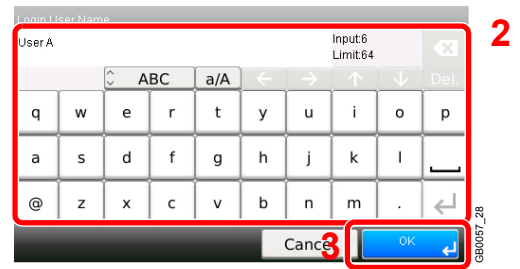 Login User Name
User A
Input:6
Limit:64
2
ABC
a/A
Del.
q w e r t y u i o p
a s d f g h j k l
@ z x c v b n m .
Cance
3
OK
GB0057_28